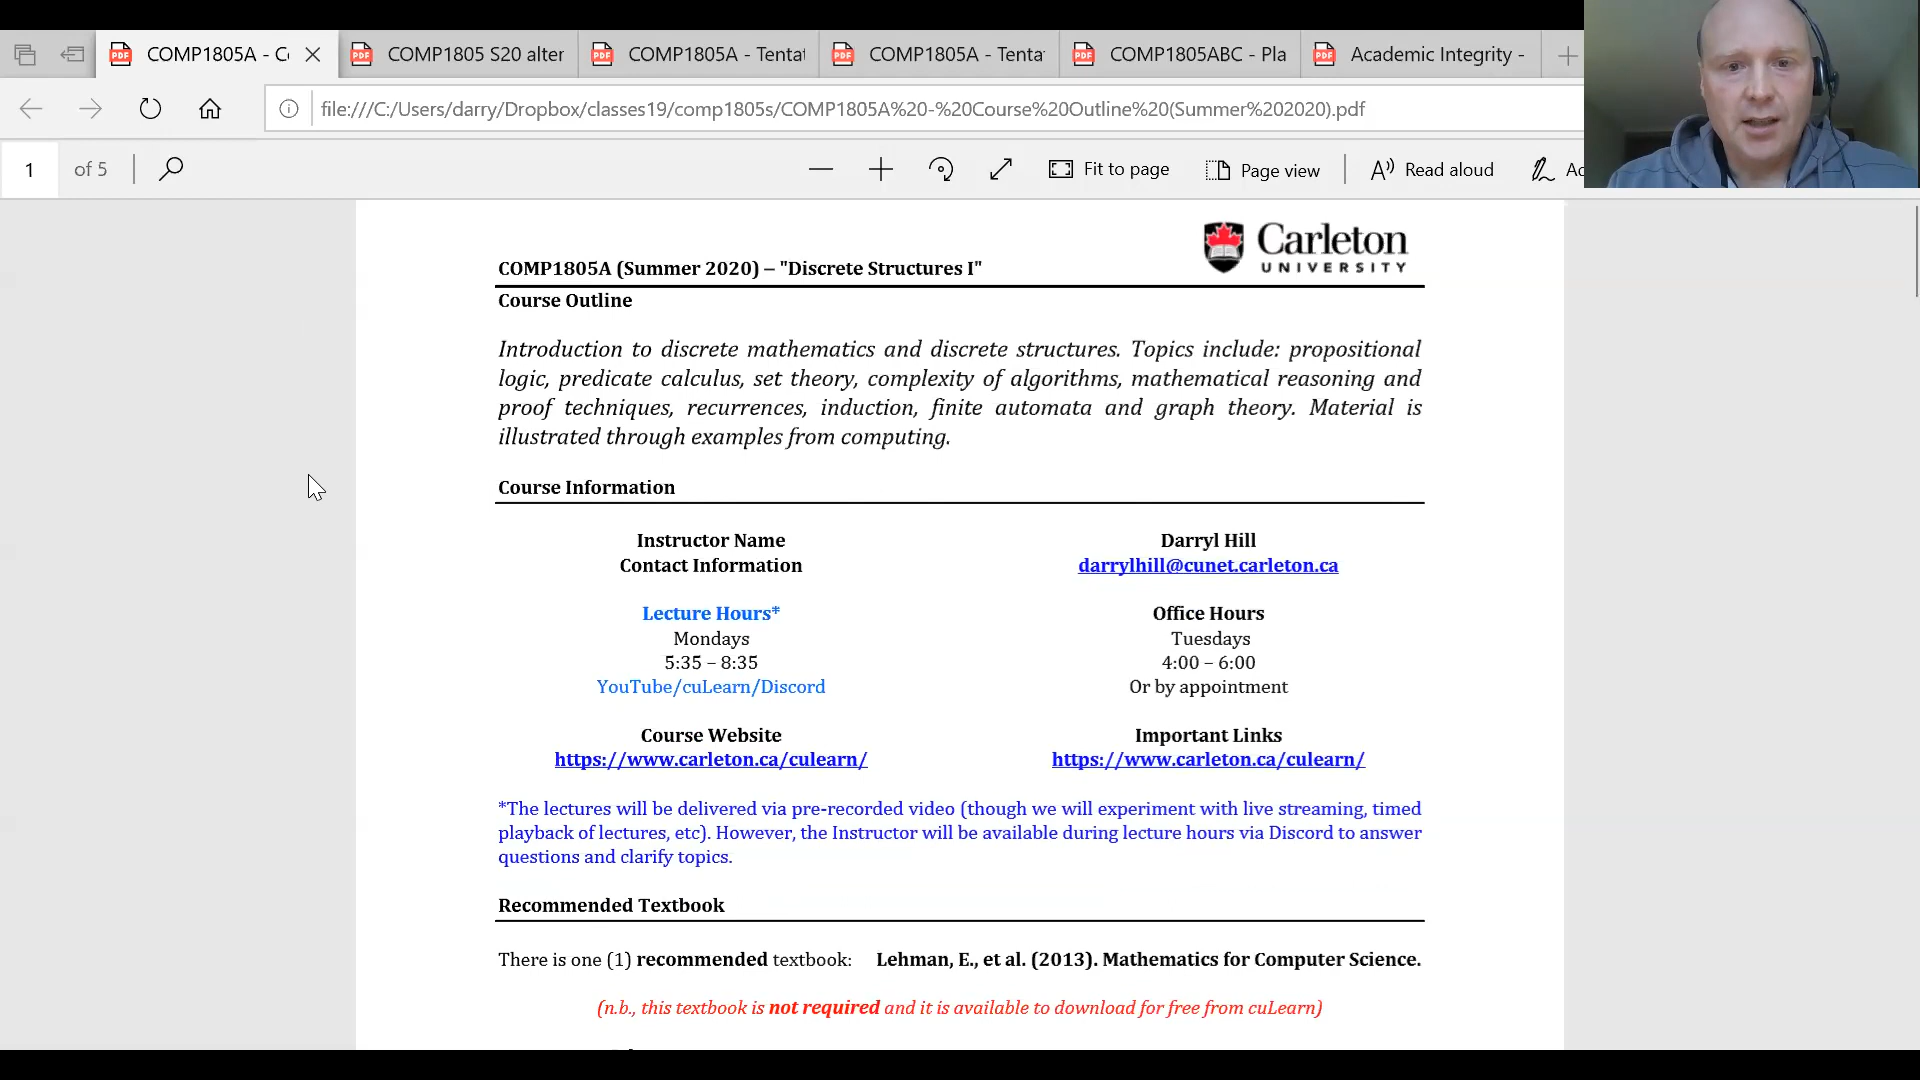 COMP1805A - Co
COMP1805 S20 alter
COMP1805A - Tentat
COMP1805A - Tentat
COMP1805ABC - Pla
Academic Integrity -
file:///C:/Users/darry/Dropbox/classes19/comp1805s/COMP1805A%20-%20Course%20Outline%20(Summer%202020).pdf
1 of 5
Fit to page
Page view
Read aloud
Ac
Carleton
UNIVERSITY
COMP1805A (Summer 2020) – "Discrete Structures I"
Course Outline
Introduction to discrete mathematics and discrete structures. Topics include: propositional
logic, predicate calculus, set theory, complexity of algorithms, mathematical reasoning and
proof techniques, recurrences, induction, finite automata and graph theory. Material is
illustrated through examples from computing.
Course Information
Instructor Name
Contact Information
Darryl Hill
darrylhill@cunet.carleton.ca
Lecture Hours*
Mondays
5:35 – 8:35
YouTube/cuLearn/Discord
Office Hours
Tuesdays
4:00 – 6:00
Or by appointment
Course Website
https://www.carleton.ca/culearn/
Important Links
https://www.carleton.ca/culearn/
*The lectures will be delivered via pre-recorded video (though we will experiment with live streaming, timed
playback of lectures, etc). However, the Instructor will be available during lecture hours via Discord to answer
questions and clarify topics.
Recommended Textbook
There is one (1) recommended textbook: Lehman, E., et al. (2013). Mathematics for Computer Science.
(n.b., this textbook is not required and it is available to download for free from cuLearn)